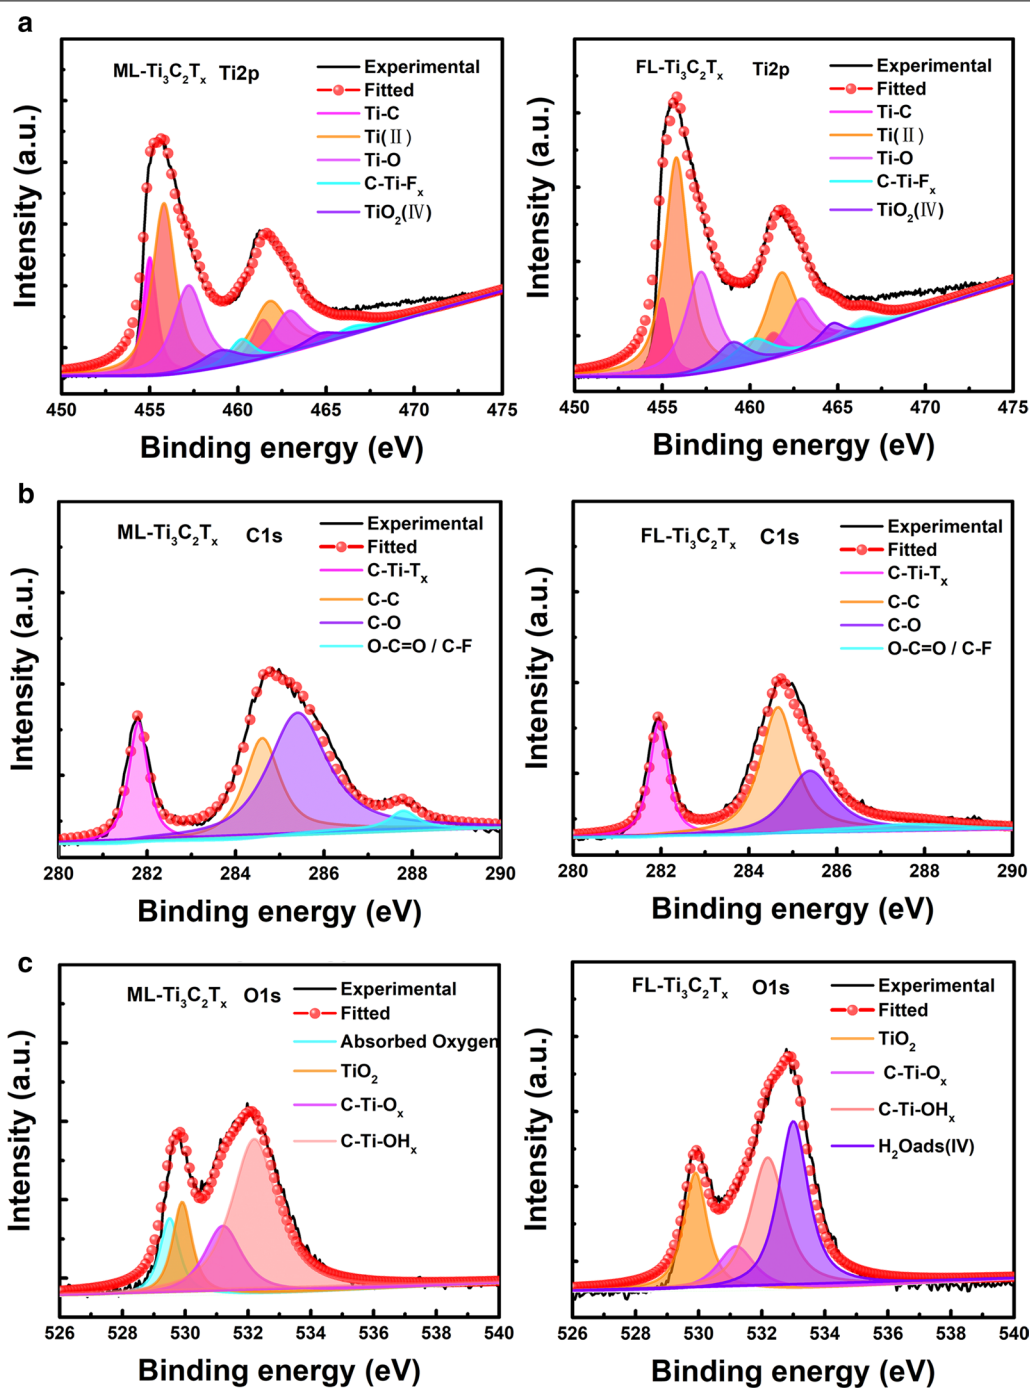 a
ML-Ti3C2Tx Ti2p
Experimental
Fitted
Ti-C
Ti(Ⅱ)
Ti-O
C-Ti-Fx
TiO2(Ⅳ)
Intensity (a.u.)
450 455 460 465 470 475
Binding energy (eV)
FL-Ti3C2Tx Ti2p
Experimental
Fitted
Ti-C
Ti(Ⅱ)
Ti-O
C-Ti-Fx
TiO2(Ⅳ)
Intensity (a.u.)
450 455 460 465 470 475
Binding energy (eV)
b
ML-Ti3C2Tx C1s
Experimental
Fitted
C-Ti-Tx
C-C
C-O
O-C=O / C-F
Intensity (a.u.)
280 282 284 286 288 290
Binding energy (eV)
FL-Ti3C2Tx C1s
Experimental
Fitted
C-Ti-Tx
C-C
C-O
O-C=O / C-F
Intensity (a.u.)
280 282 284 286 288 290
Binding energy (eV)
c
ML-Ti3C2Tx O1s
Experimental
Fitted
Absorbed Oxygen
TiO2
C-Ti-Ox
C-Ti-OHx
Intensity (a.u.)
526 528 530 532 534 536 538 540
Binding energy (eV)
FL-Ti3C2Tx O1s
Experimental
Fitted
TiO2
C-Ti-Ox
C-Ti-OHx
H2Oads(IV)
Intensity (a.u.)
526 528 530 532 534 536 538 540
Binding energy (eV)